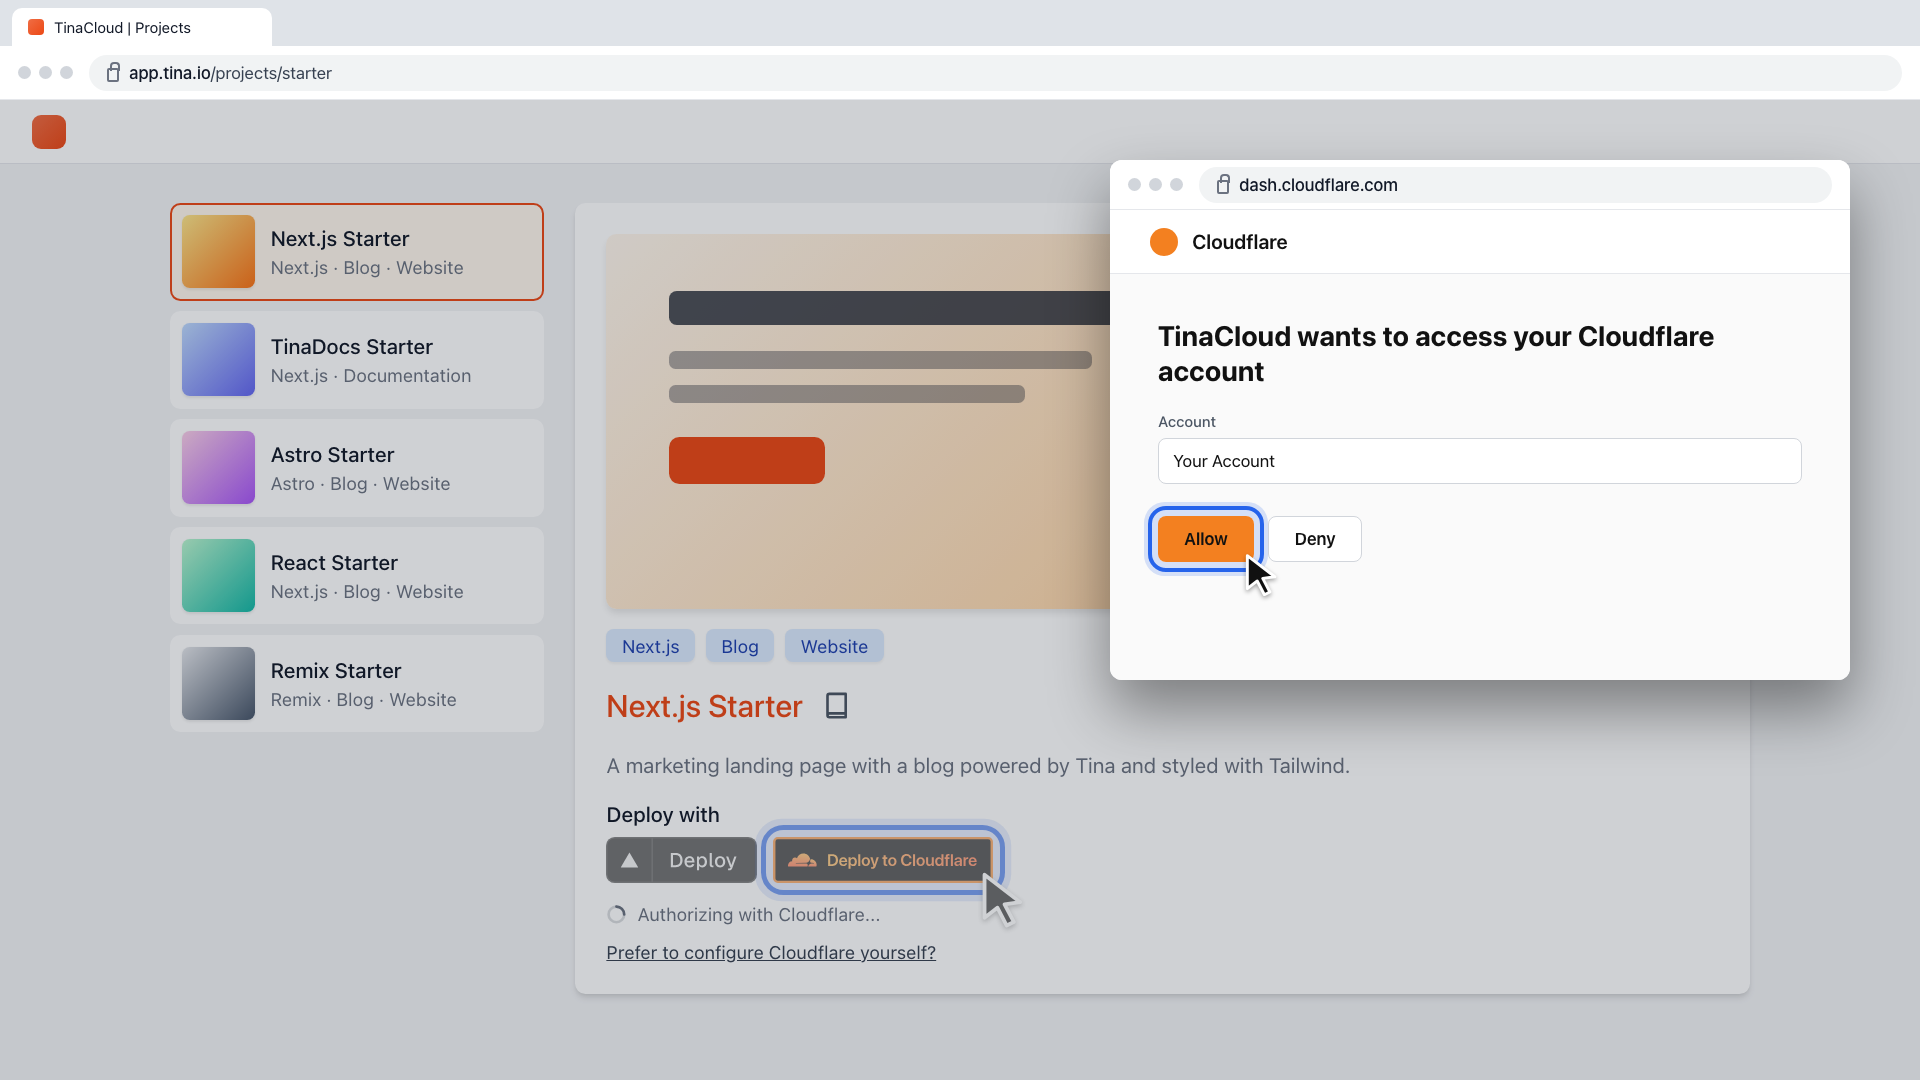 TinaCloud | Projects
app.tina.io/projects/starter
Next.js Starter
Next.js · Blog · Website
TinaDocs Starter
Next.js · Documentation
Astro Starter
Astro · Blog · Website
React Starter
Next.js · Blog · Website
Remix Starter
Remix · Blog · Website
Next.js
Blog
Website
Next.js Starter
A marketing landing page with a blog powered by Tina and styled with Tailwind.
Deploy with
Deploy
Deploy to Cloudflare
Authorizing with Cloudflare...
Prefer to configure Cloudflare yourself?
dash.cloudflare.com
Cloudflare
TinaCloud wants to access your Cloudflare
account
Account
Your Account
Allow
Deny